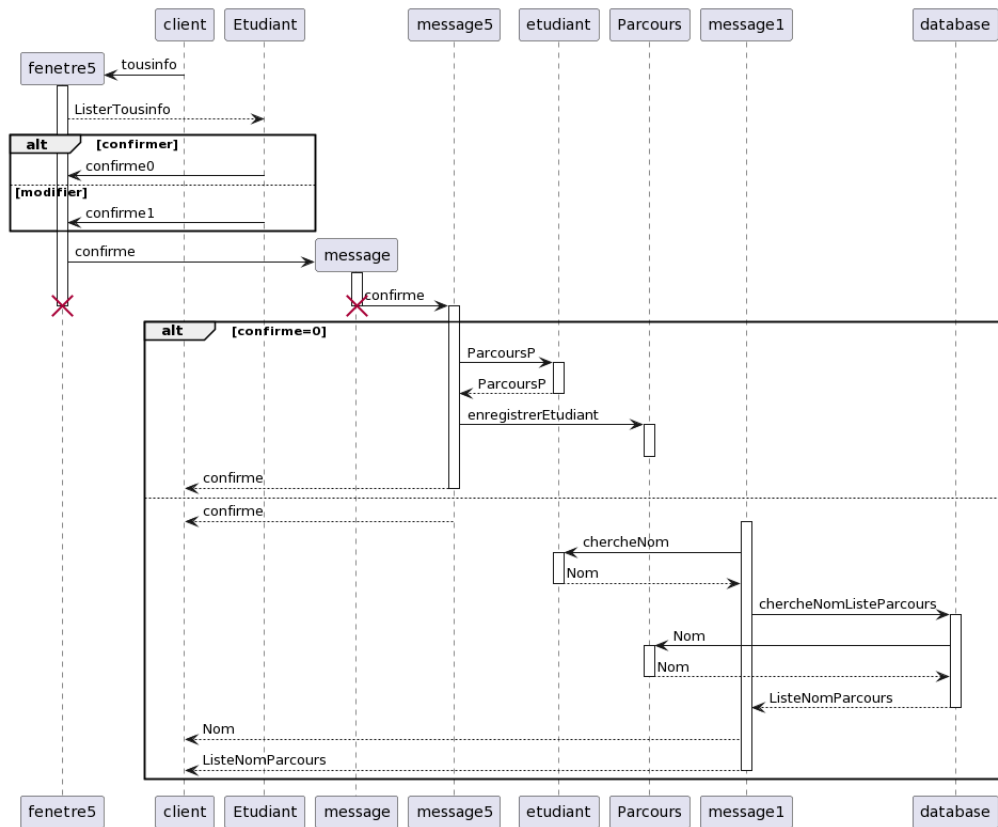 client Etudiant message5 etudiant Parcours message1 database
fenetre5 tousinfo
ListerTousinfo
alt [confirmer]
confirme0
[modifier]
confirme1
confirme message
confirme
alt [confirme=0]
ParcoursP
ParcoursP
enregistrerEtudiant
confirme
confirme
chercheNom
Nom
chercheNomListeParcours
Nom
Nom
ListeNomParcours
Nom
ListeNomParcours
fenetre5 client Etudiant message message5 etudiant Parcours message1 database